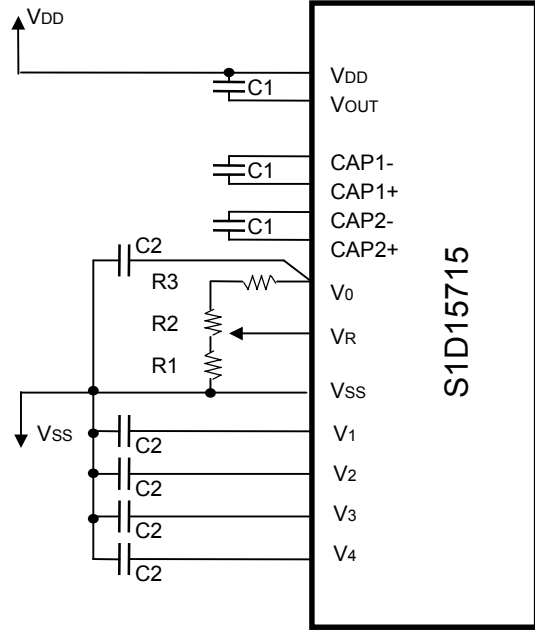 VDD
VDD
C1
VOUT
CAP1-
C1
CAP1+
CAP2-
C1
CAP2+
C2
R3
V0
R2
VR
R1
VSS
VSS
V1
C2
V2
C2
V3
C2
V4
C2
S1D15715